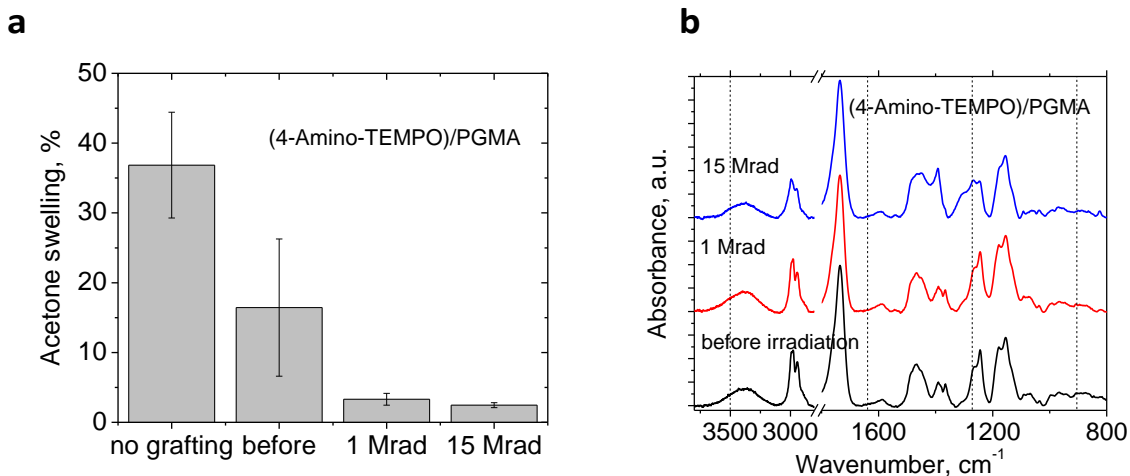 a
Acetone swelling, %
50
40
30
20
10
0
(4-Amino-TEMPO)/PGMA
no grafting before 1 Mrad 15 Mrad
b
Absorbance, a.u.
(4-Amino-TEMPO)/PGMA
15 Mrad
1 Mrad
before irradiation
3500 3000 1600 1200 800
Wavenumber, cm⁻¹